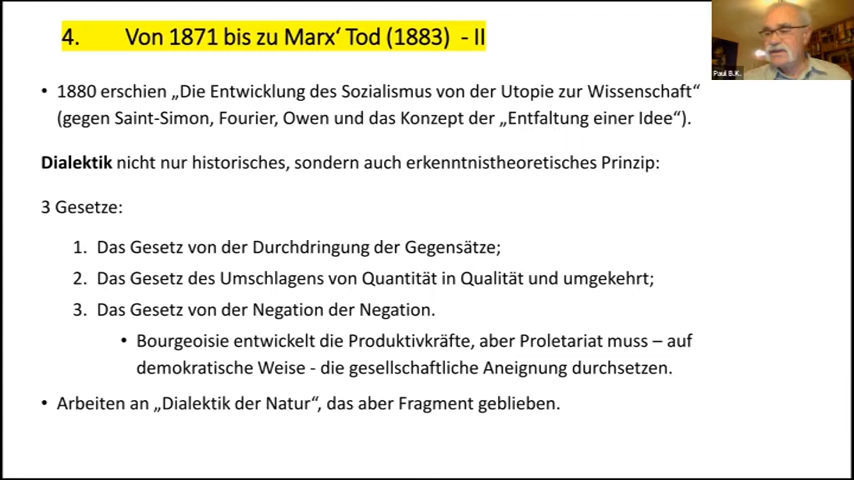 4. Von 1871 bis zu Marx‘ Tod (1883) - II
Paul B.K.
• 1880 erschien „Die Entwicklung des Sozialismus von der Utopie zur Wissenschaft“
(gegen Saint-Simon, Fourier, Owen und das Konzept der „Entfaltung einer Idee“).
Dialektik nicht nur historisches, sondern auch erkenntnistheoretisches Prinzip:
3 Gesetze:
1. Das Gesetz von der Durchdringung der Gegensätze;
2. Das Gesetz des Umschlagens von Quantität in Qualität und umgekehrt;
3. Das Gesetz von der Negation der Negation.
• Bourgeoisie entwickelt die Produktivkräfte, aber Proletariat muss – auf
demokratische Weise - die gesellschaftliche Aneignung durchsetzen.
• Arbeiten an „Dialektik der Natur“, das aber Fragment geblieben.